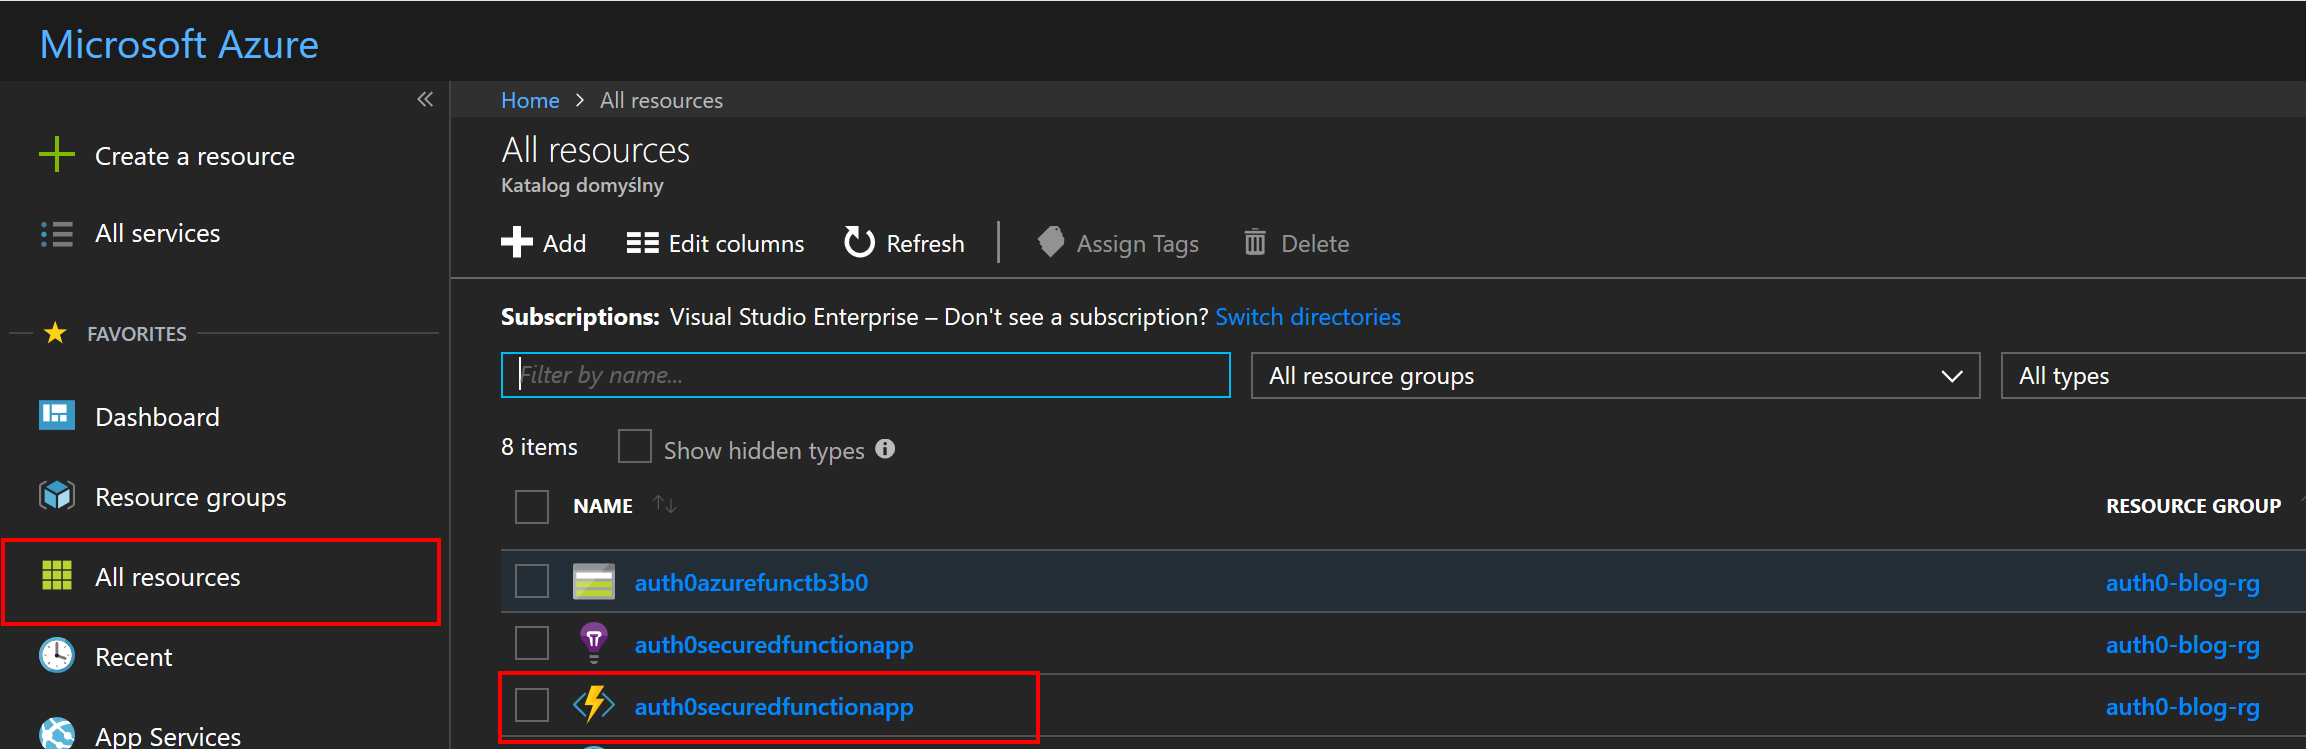 Microsoft Azure
«
Home > All resources
Create a resource
All services
FAVORITES
Dashboard
Resource groups
All resources
Recent
App Services
All resources
Katalog domyślny
Add Edit columns Refresh Assign Tags Delete
Subscriptions: Visual Studio Enterprise – Don't see a subscription? Switch directories
Filter by name...
All resource groups
All types
8 items Show hidden types
NAME RESOURCE GROUP
auth0azurefunctb3b0 auth0-blog-rg
auth0securedfunctionapp auth0-blog-rg
auth0securedfunctionapp auth0-blog-rg